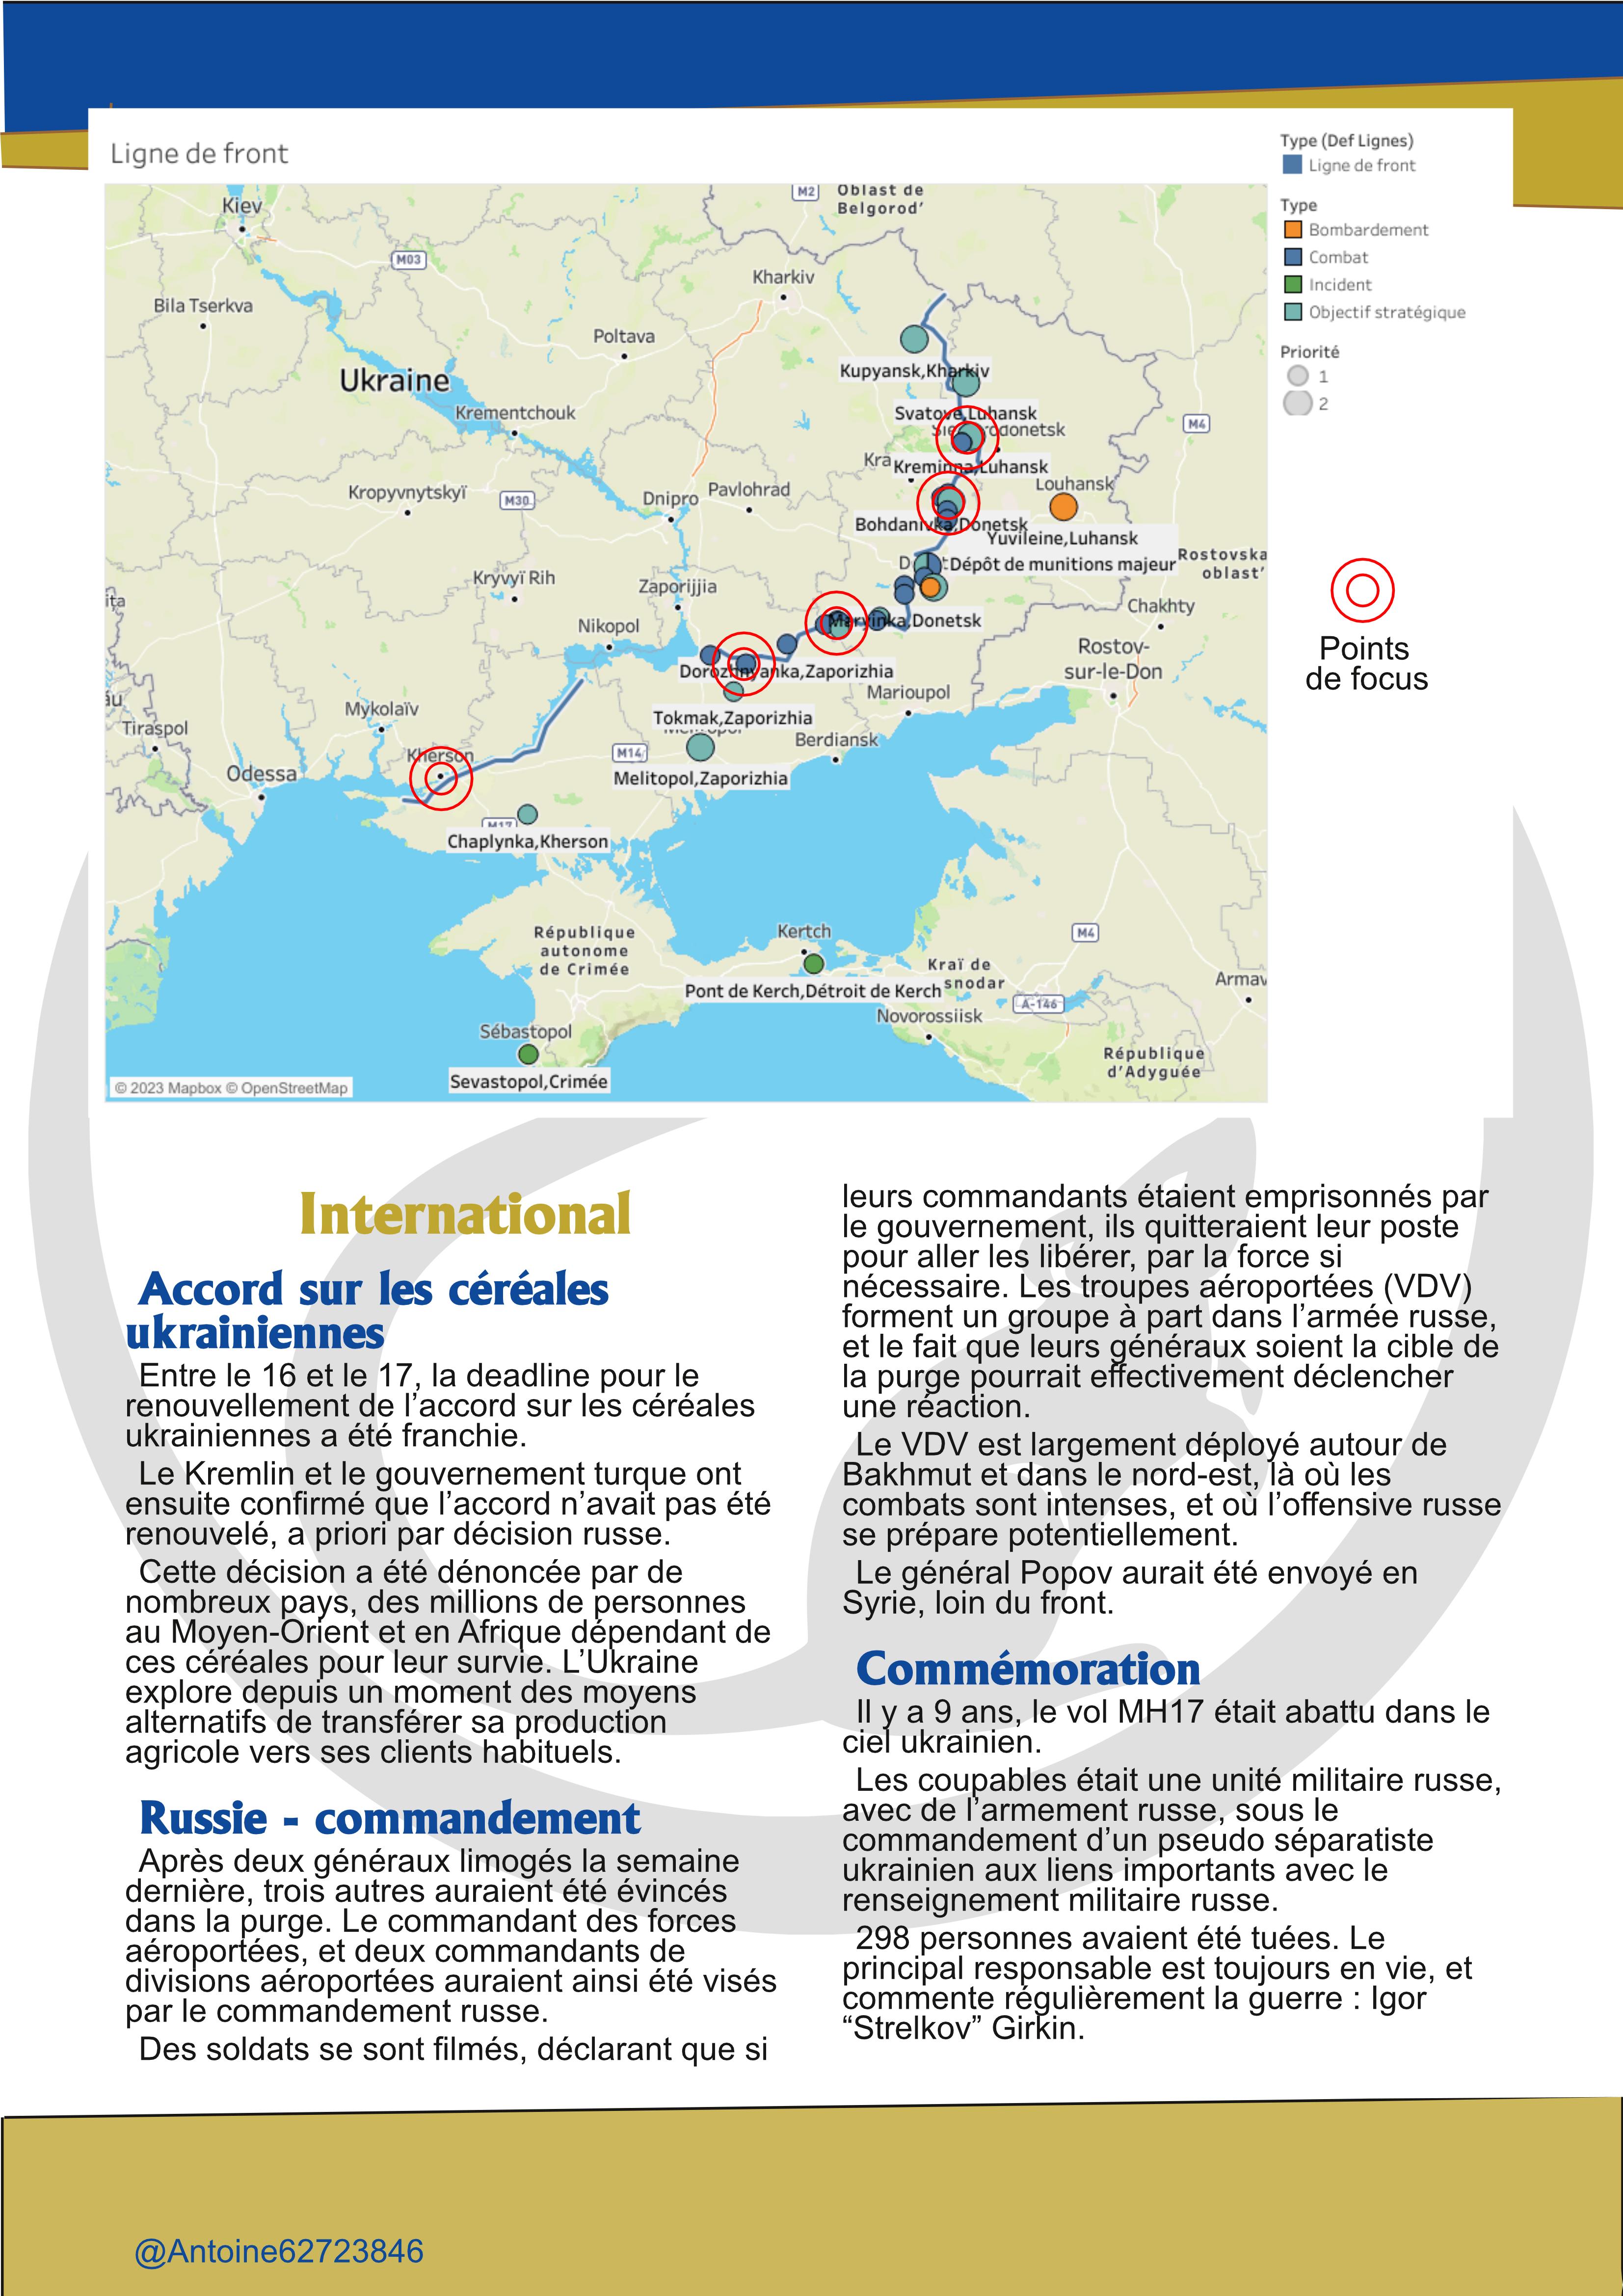 Ligne de front
Type (Def Lignes)
Ligne de front
Type
Bombardement
Combat
Incident
Objectif stratégique
Priorité
1
2
Points
de focus
M2
Oblast de
Belgorod'
Kiev
M03
Kharkiv
Bila Tserkva
Poltava
Ukraine
Kupyansk,Kharkiv
Krementchouk
Svatove,Luhansk
M4
Kreminna,Luhansk
Louhansk
Kropyvnytskyï
M30
Dnipro
Pavlohrad
Bohdanivka,Donetsk
Yuvileine,Luhansk
Dépôt de munitions majeur
Rostovska
oblast'
Kryvyï Rih
Zaporijjia
Chakhty
Maryinka,Donetsk
Nikopol
Rostov-
sur-le-Don
Dorozhnyanka,Zaporizhia
Marioupol
Mykolaïv
Tokmak,Zaporizhia
Tiraspol
Berdiansk
Kherson
M14
Odessa
Melitopol,Zaporizhia
M17
Chaplynka,Kherson
République
autonome
de Crimée
Kertch
M4
Kraï de
snodar
Pont de Kerch,Détroit de Kerch
Armav
A-146
Novorossiisk
Sébastopol
République
d'Adyguée
Sevastopol,Crimée
© 2023 Mapbox © OpenStreetMap
International
Accord sur les céréales
ukrainiennes
Entre le 16 et le 17, la deadline pour le
renouvellement de l’accord sur les céréales
ukrainiennes a été franchie.
Le Kremlin et le gouvernement turque ont
ensuite confirmé que l’accord n’avait pas été
renouvelé, a priori par décision russe.
Cette décision a été dénoncée par de
nombreux pays, des millions de personnes
au Moyen-Orient et en Afrique dépendant de
ces céréales pour leur survie. L’Ukraine
explore depuis un moment des moyens
alternatifs de transférer sa production
agricole vers ses clients habituels.
Russie - commandement
Après deux généraux limogés la semaine
dernière, trois autres auraient été évincés
dans la purge. Le commandant des forces
aéroportées, et deux commandants de
divisions aéroportées auraient ainsi été visés
par le commandement russe.
Des soldats se sont filmés, déclarant que si
leurs commandants étaient emprisonnés par
le gouvernement, ils quitteraient leur poste
pour aller les libérer, par la force si
nécessaire. Les troupes aéroportées (VDV)
forment un groupe à part dans l’armée russe,
et le fait que leurs généraux soient la cible de
la purge pourrait effectivement déclencher
une réaction.
Le VDV est largement déployé autour de
Bakhmut et dans le nord-est, là où les
combats sont intenses, et où l’offensive russe
se prépare potentiellement.
Le général Popov aurait été envoyé en
Syrie, loin du front.
Commémoration
Il y a 9 ans, le vol MH17 était abattu dans le
ciel ukrainien.
Les coupables était une unité militaire russe,
avec de l’armement russe, sous le
commandement d’un pseudo séparatiste
ukrainien aux liens importants avec le
renseignement militaire russe.
298 personnes avaient été tuées. Le
principal responsable est toujours en vie, et
commente régulièrement la guerre : Igor
“Strelkov” Girkin.
@Antoine62723846